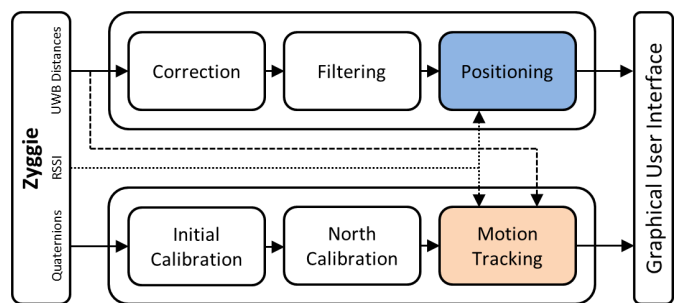 Zyggie
UWB Distances
RSSI
Quaternions
Correction
Filtering
Positioning
Initial
Calibration
North
Calibration
Motion
Tracking
Graphical User Interface